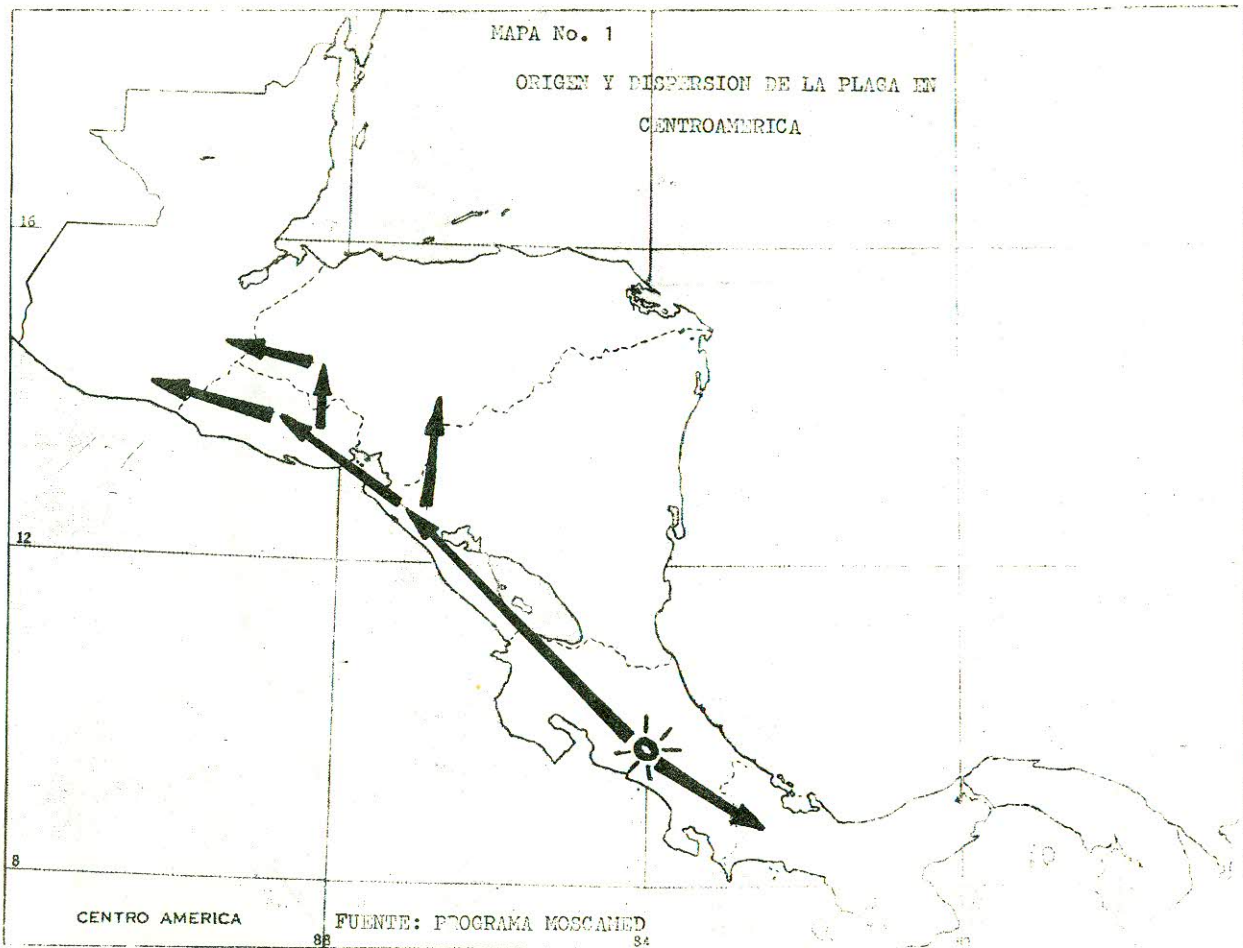 MAPA No. 1
ORIGEN Y DISPERSION DE LA PLAGA EN
CENTROAMERICA
16
12
8
CENTRO AMERICA
FUENTE: PROGRAMA MOSCAMED
88
84